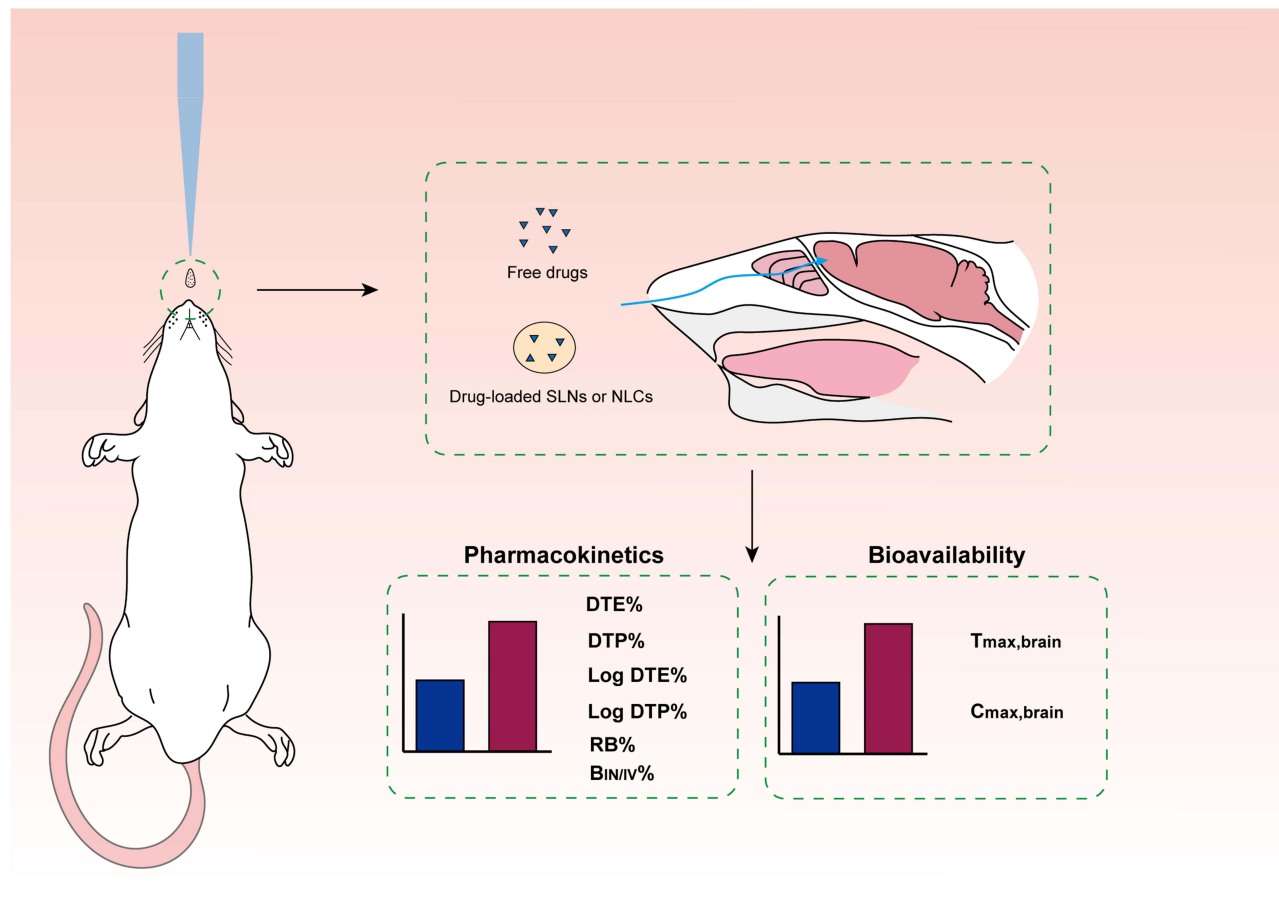 Free drugs
Drug-loaded SLNs or NLCs
Pharmacokinetics
DTE%
DTP%
Log DTE%
Log DTP%
RB%
BIN/IV%
Bioavailability
Tmax,brain
Cmax,brain